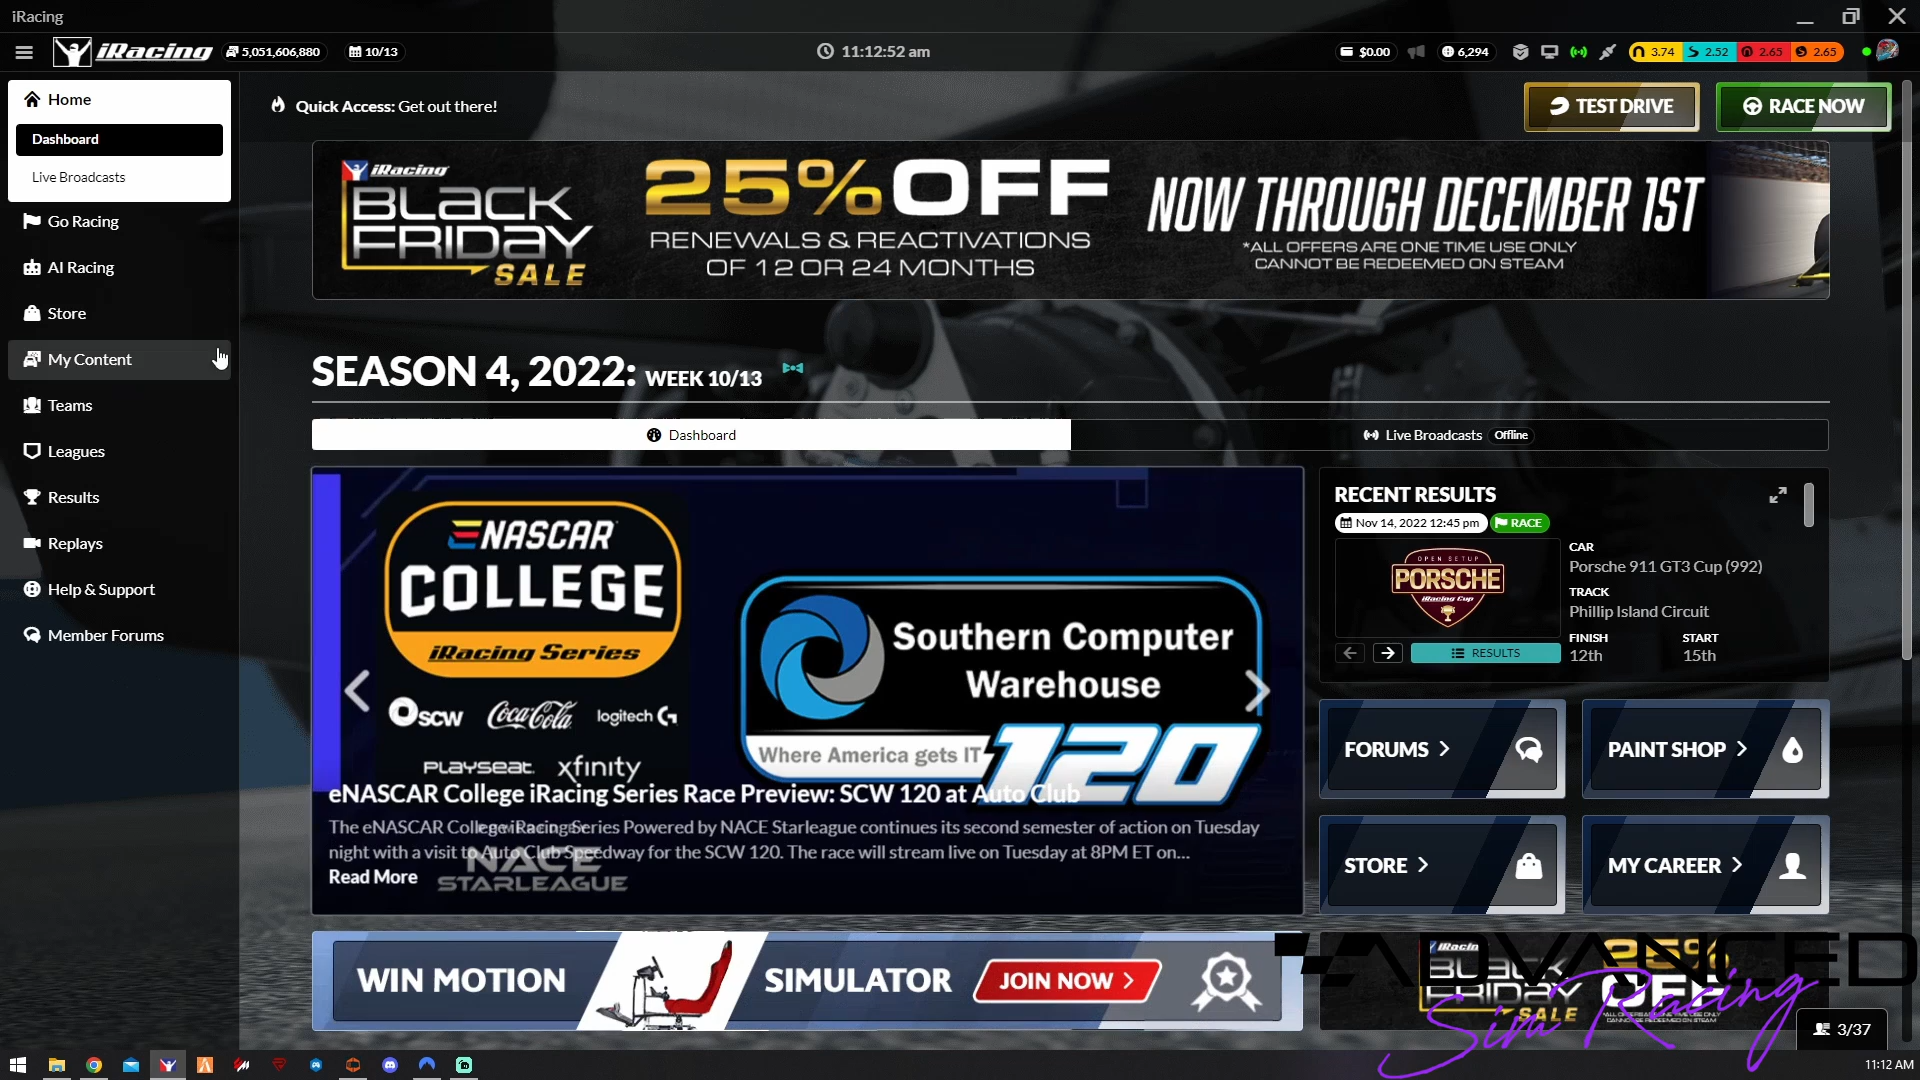 iRacing
iRacing
5,051,606,880
10/13
11:12:52 am
$0.00
6,294
3.74
2.52
2.65
2.65
Home
Dashboard
Live Broadcasts
Go Racing
AI Racing
Store
My Content
Teams
Leagues
Results
Replays
Help & Support
Member Forums
Quick Access: Get out there!
TEST DRIVE
RACE NOW
iRacing
BLACK
FRIDAY
SALE
25% OFF
RENEWALS & REACTIVATIONS
OF 12 OR 24 MONTHS
NOW THROUGH DECEMBER 1ST
*ALL OFFERS ARE ONE TIME USE ONLY
CANNOT BE REDEEMED ON STEAM
SEASON 4, 2022: WEEK 10/13
Dashboard
Live Broadcasts Offline
eNASCAR
COLLEGE
iRacing Series
SCW
Coca-Cola
logitech G
PLAYSEAT
xfinity
Southern Computer
Warehouse
Where America gets IT
120
eNASCAR College iRacing Series Race Preview: SCW 120 at Auto Club
The eNASCAR College iRacing Series Powered by NACE Starleague continues its second semester of action on Tuesday
night with a visit to Auto Club Speedway for the SCW 120. The race will stream live on Tuesday at 8PM ET on...
Read More
NACE
STARLEAGUE
RECENT RESULTS
Nov 14, 2022 12:45 pm
RACE
OPEN SETUP
PORSCHE
iRacing Cup
RESULTS
CAR
Porsche 911 GT3 Cup (992)
TRACK
Phillip Island Circuit
FINISH
START
12th
15th
FORUMS
PAINT SHOP
STORE
MY CAREER
WIN MOTION
SIMULATOR
JOIN NOW
iRacing
BLACK
FRIDAY
SALE
25%
OFF
ADVANCED
Sim Racing
3/37
11:12 AM